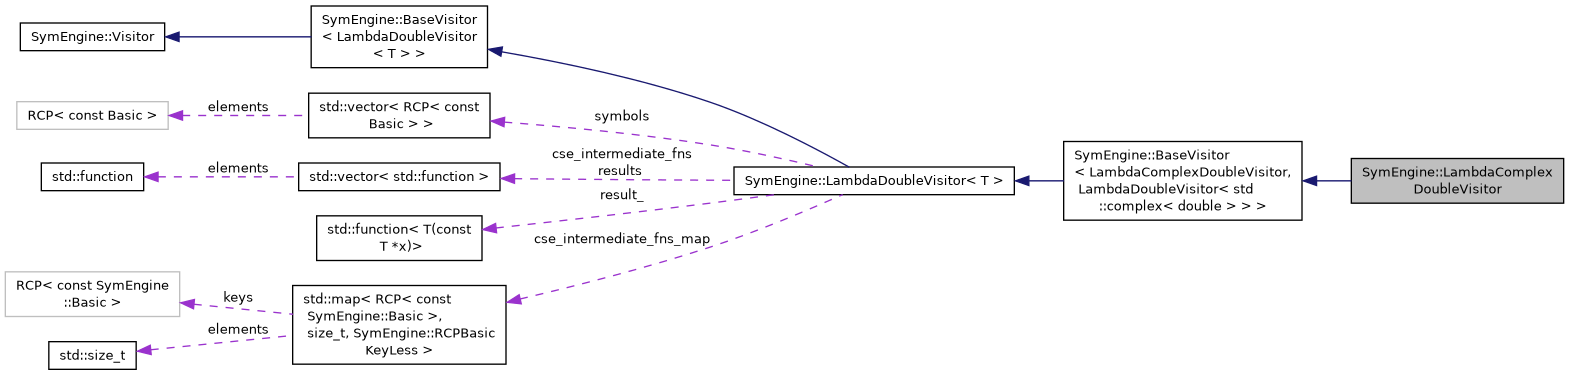 SymEngine::Visitor
SymEngine::BaseVisitor
< LambdaDoubleVisitor
< T > >
RCP< const Basic >
elements
std::vector< RCP< const
Basic > >
symbols
std::function
elements
std::vector< std::function >
cse_intermediate_fns
results
result_
std::function< T(const
T *x)>
cse_intermediate_fns_map
RCP< const SymEngine
::Basic >
keys
elements
std::size_t
std::map< RCP< const
SymEngine::Basic >,
size_t, SymEngine::RCPBasic
KeyLess >
SymEngine::LambdaDoubleVisitor< T >
SymEngine::BaseVisitor
< LambdaComplexDoubleVisitor,
LambdaDoubleVisitor< std
::complex< double > > >
SymEngine::LambdaComplex
DoubleVisitor